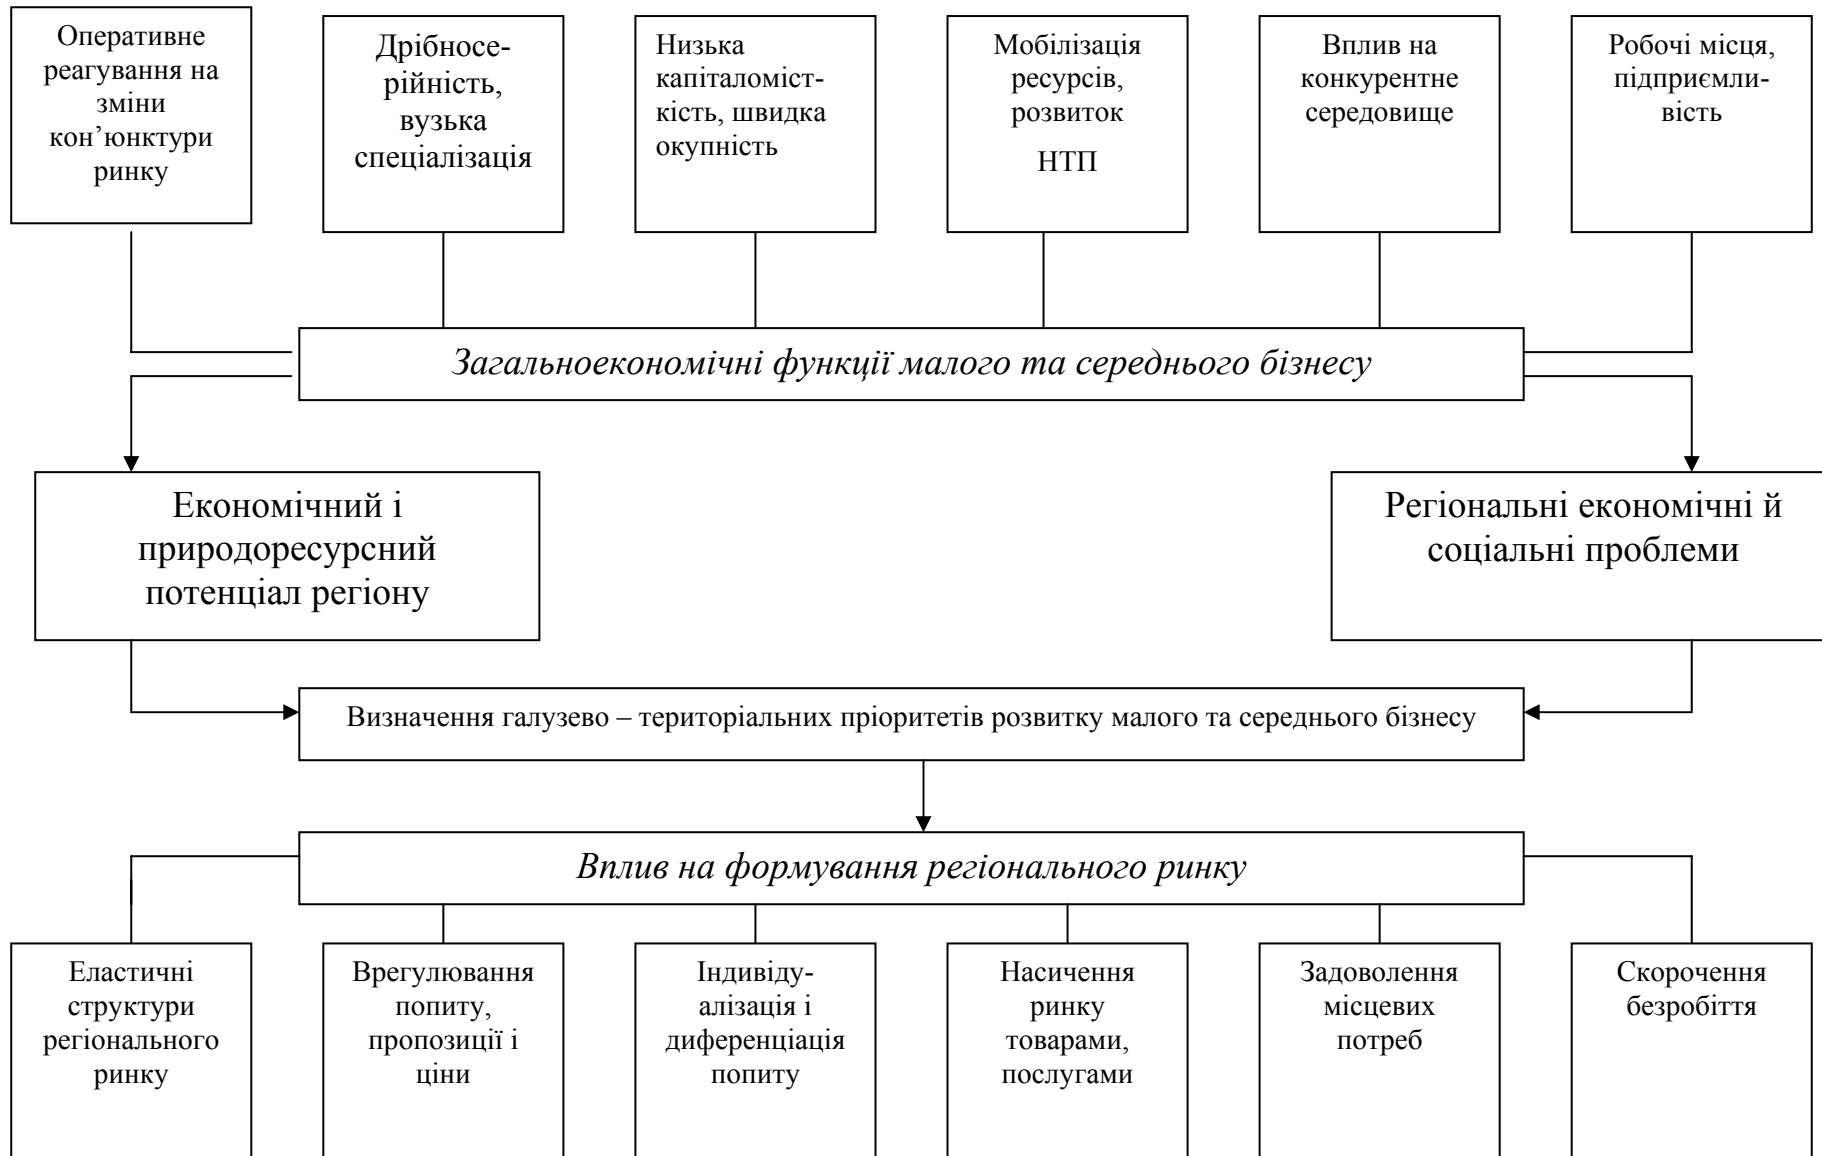 Оперативне
реагування на
зміни
кон’юнктури
ринку
Дрібносе-
рійність,
вузька
спеціалізація
Низька
капіталоміст-
кість, швидка
окупність
Мобілізація
ресурсів,
розвиток
НТП
Вплив на
конкурентне
середовище
Робочі місця,
підприємли-
вість
Загальноекономічні функції малого та середнього бізнесу
Економічний і
природоресурсний
потенціал регіону
Регіональні економічні й
соціальні проблеми
Визначення галузево – територіальних пріоритетів розвитку малого та середнього бізнесу
Вплив на формування регіонального ринку
Еластичні
структури
регіонального
ринку
Врегулювання
попиту,
пропозиції і
ціни
Індивіду-
алізація і
диференціація
попиту
Насичення
ринку
товарами,
послугами
Задоволення
місцевих
потреб
Скорочення
безробіття